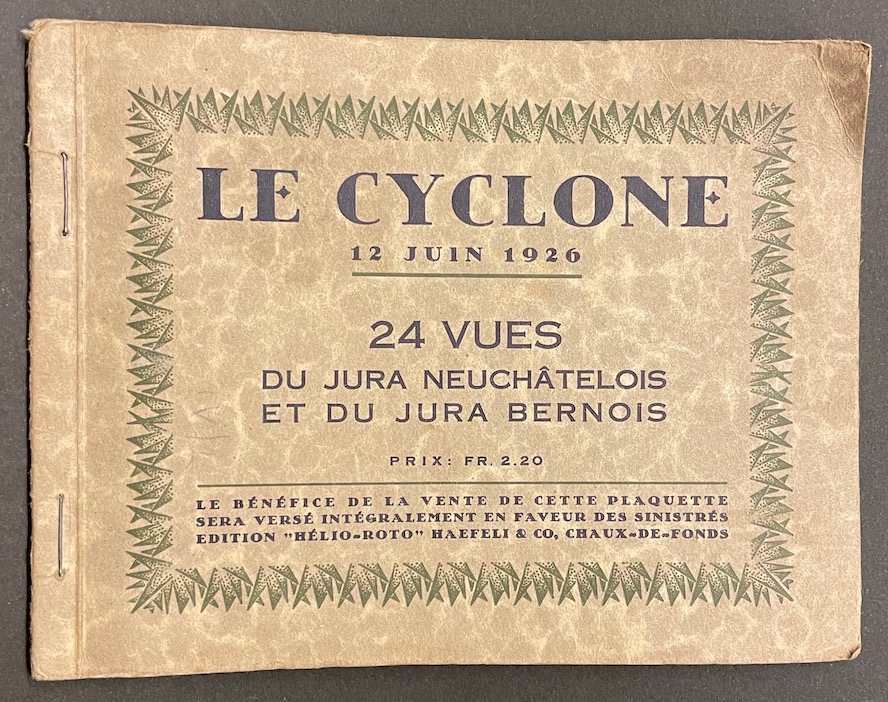 LE CYCLONE
12 JUIN 1926
24 VUES
DU JURA NEUCHÂTELOIS
ET DU JURA BERNOIS
PRIX: FR. 2.20
LE BÉNÉFICE DE LA VENTE DE CETTE PLAQUETTE
SERA VERSÉ INTÉGRALEMENT EN FAVEUR DES SINISTRÉS
EDITION "HÉLIO-ROTO" HAEFELI & CO, CHAUX-DE-FONDS